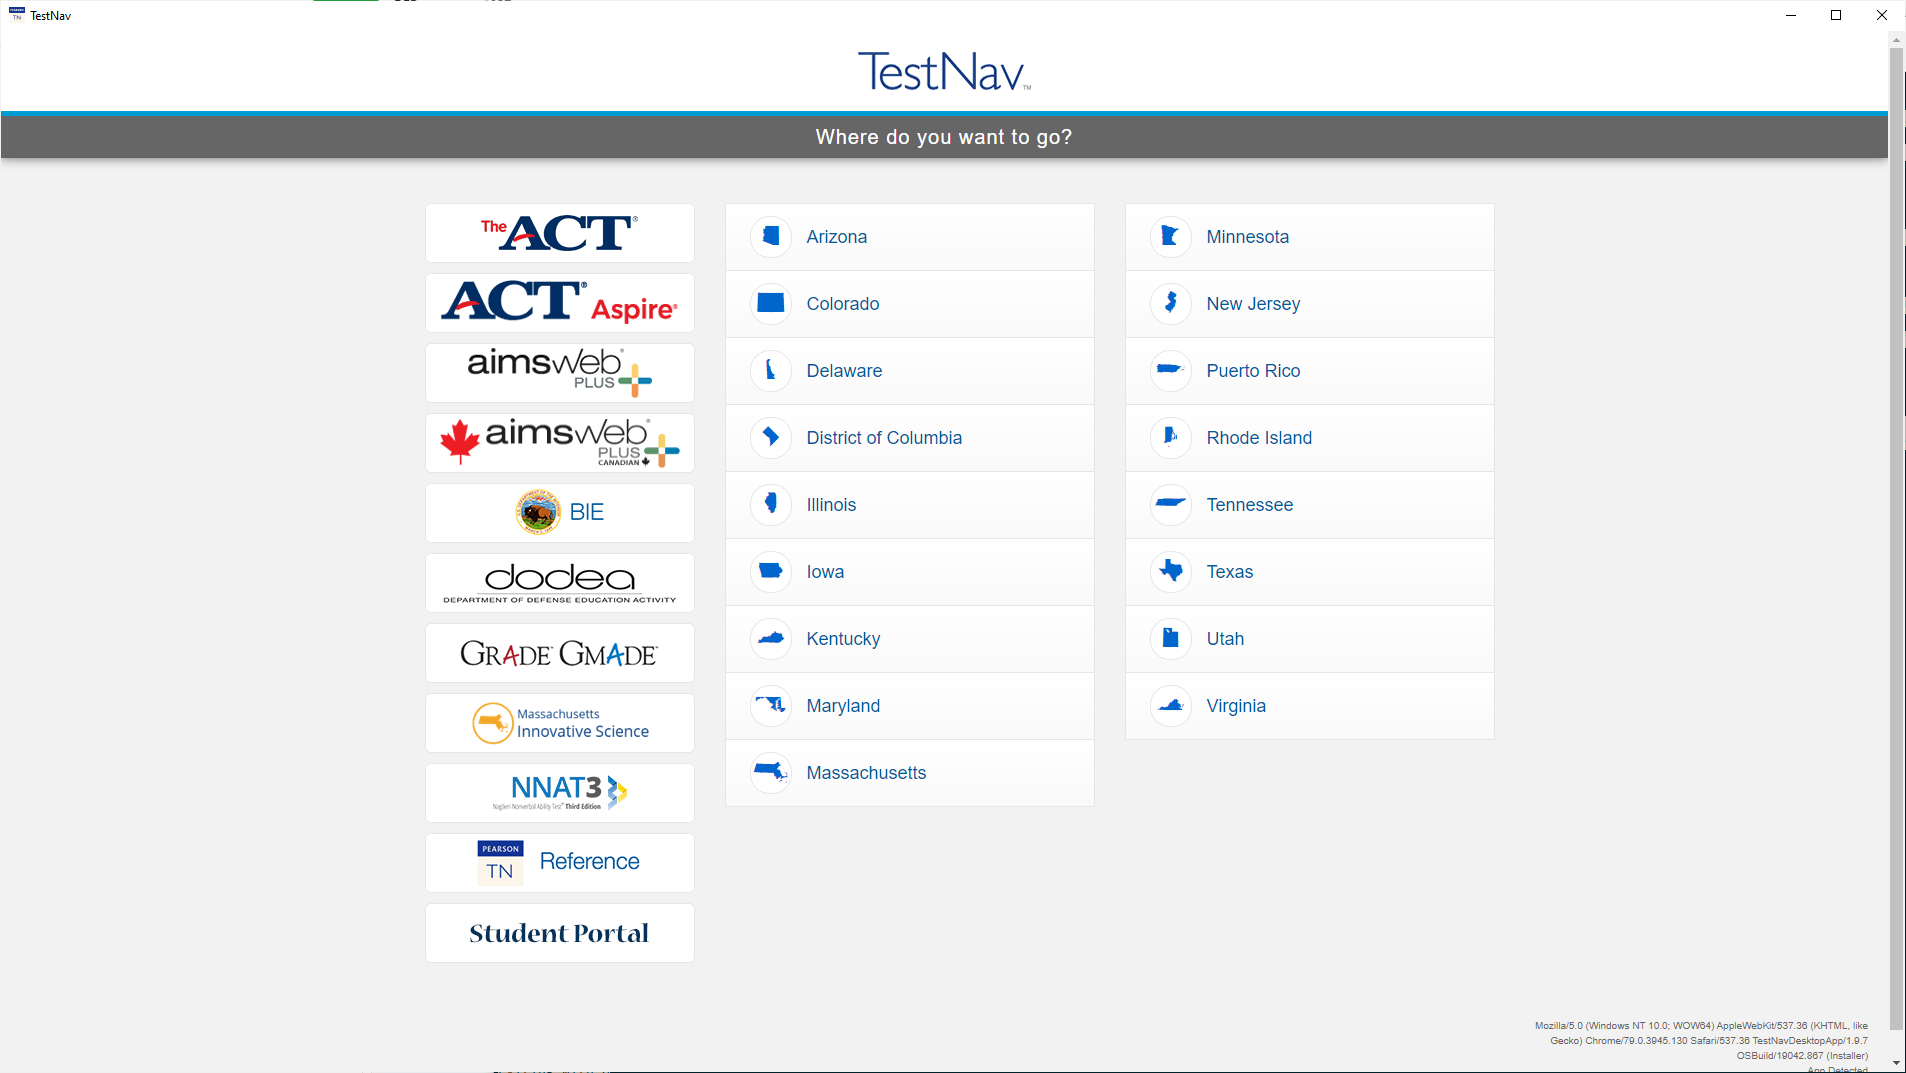 TestNav
TestNav™
Where do you want to go?
The ACT®
ACT® Aspire®
aimsweb®
PLUS
aimsweb®
PLUS
CANADIAN
BIE
dodea
DEPARTMENT OF DEFENSE EDUCATION ACTIVITY
GRADE™ GMADE™
Massachusetts
Innovative Science
NNAT3
Naglieri Nonverbal Ability Test® Third Edition
PEARSON
TN
Reference
Student Portal
Arizona
Colorado
Delaware
District of Columbia
Illinois
Iowa
Kentucky
Maryland
Massachusetts
Minnesota
New Jersey
Puerto Rico
Rhode Island
Tennessee
Texas
Utah
Virginia
Mozilla/5.0 (Windows NT 10.0; WOW64) AppleWebKit/537.36 (KHTML, like
Gecko) Chrome/79.0.3945.130 Safari/537.36 TestNavDesktopApp/1.9.7
OSBuild/19042.867 (Installer)
App Detected